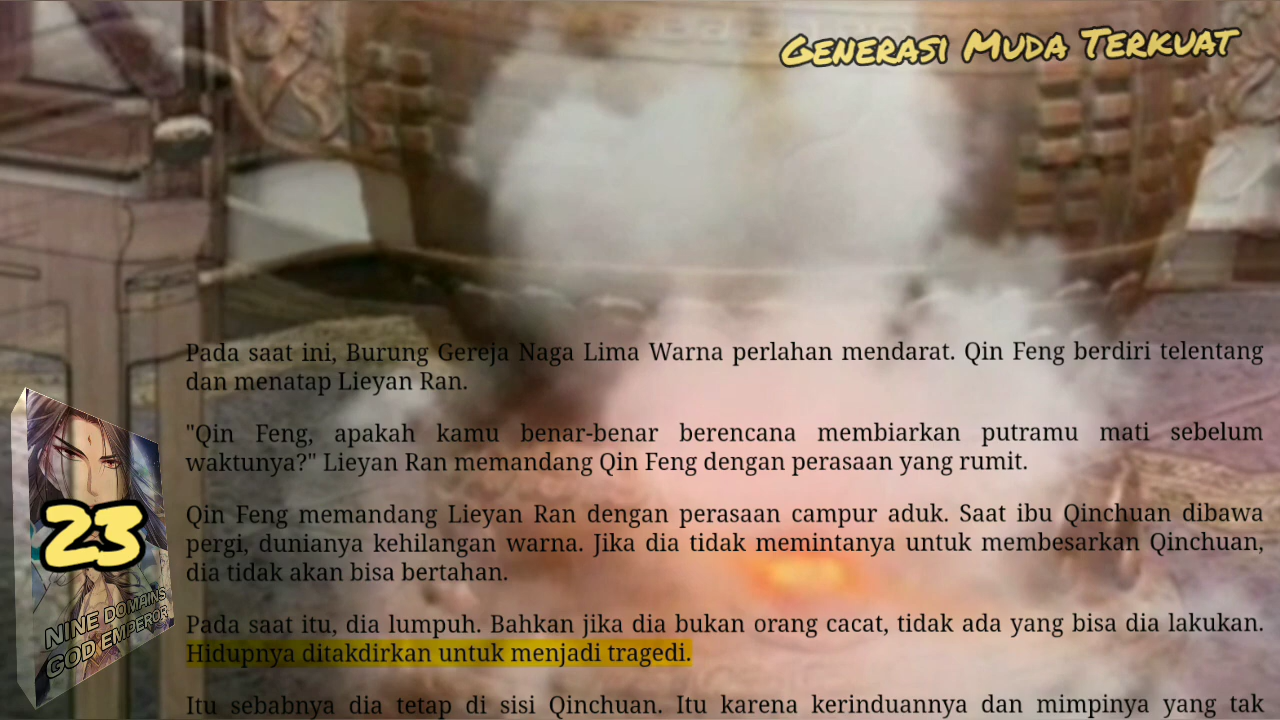 Generasi Muda Terkuat
Pada saat ini, Burung Gereja Naga Lima Warna perlahan mendarat. Qin Feng berdiri telentang
dan menatap Lieyan Ran.
"Qin Feng, apakah kamu benar-benar berencana membiarkan putramu mati sebelum
waktunya?" Lieyan Ran memandang Qin Feng dengan perasaan yang rumit.
Qin Feng memandang Lieyan Ran dengan perasaan campur aduk. Saat ibu Qinchuan dibawa
pergi, dunianya kehilangan warna. Jika dia tidak memintanya untuk membesarkan Qinchuan,
dia tidak akan bisa bertahan.
Pada saat itu, dia lumpuh. Bahkan jika dia bukan orang cacat, tidak ada yang bisa dia lakukan.
Hidupnya ditakdirkan untuk menjadi tragedi.
Itu sebabnya dia tetap di sisi Qinchuan. Itu karena kerinduannya dan mimpinya yang tak
23
NINE DOMAINS
GOD EMPEROR